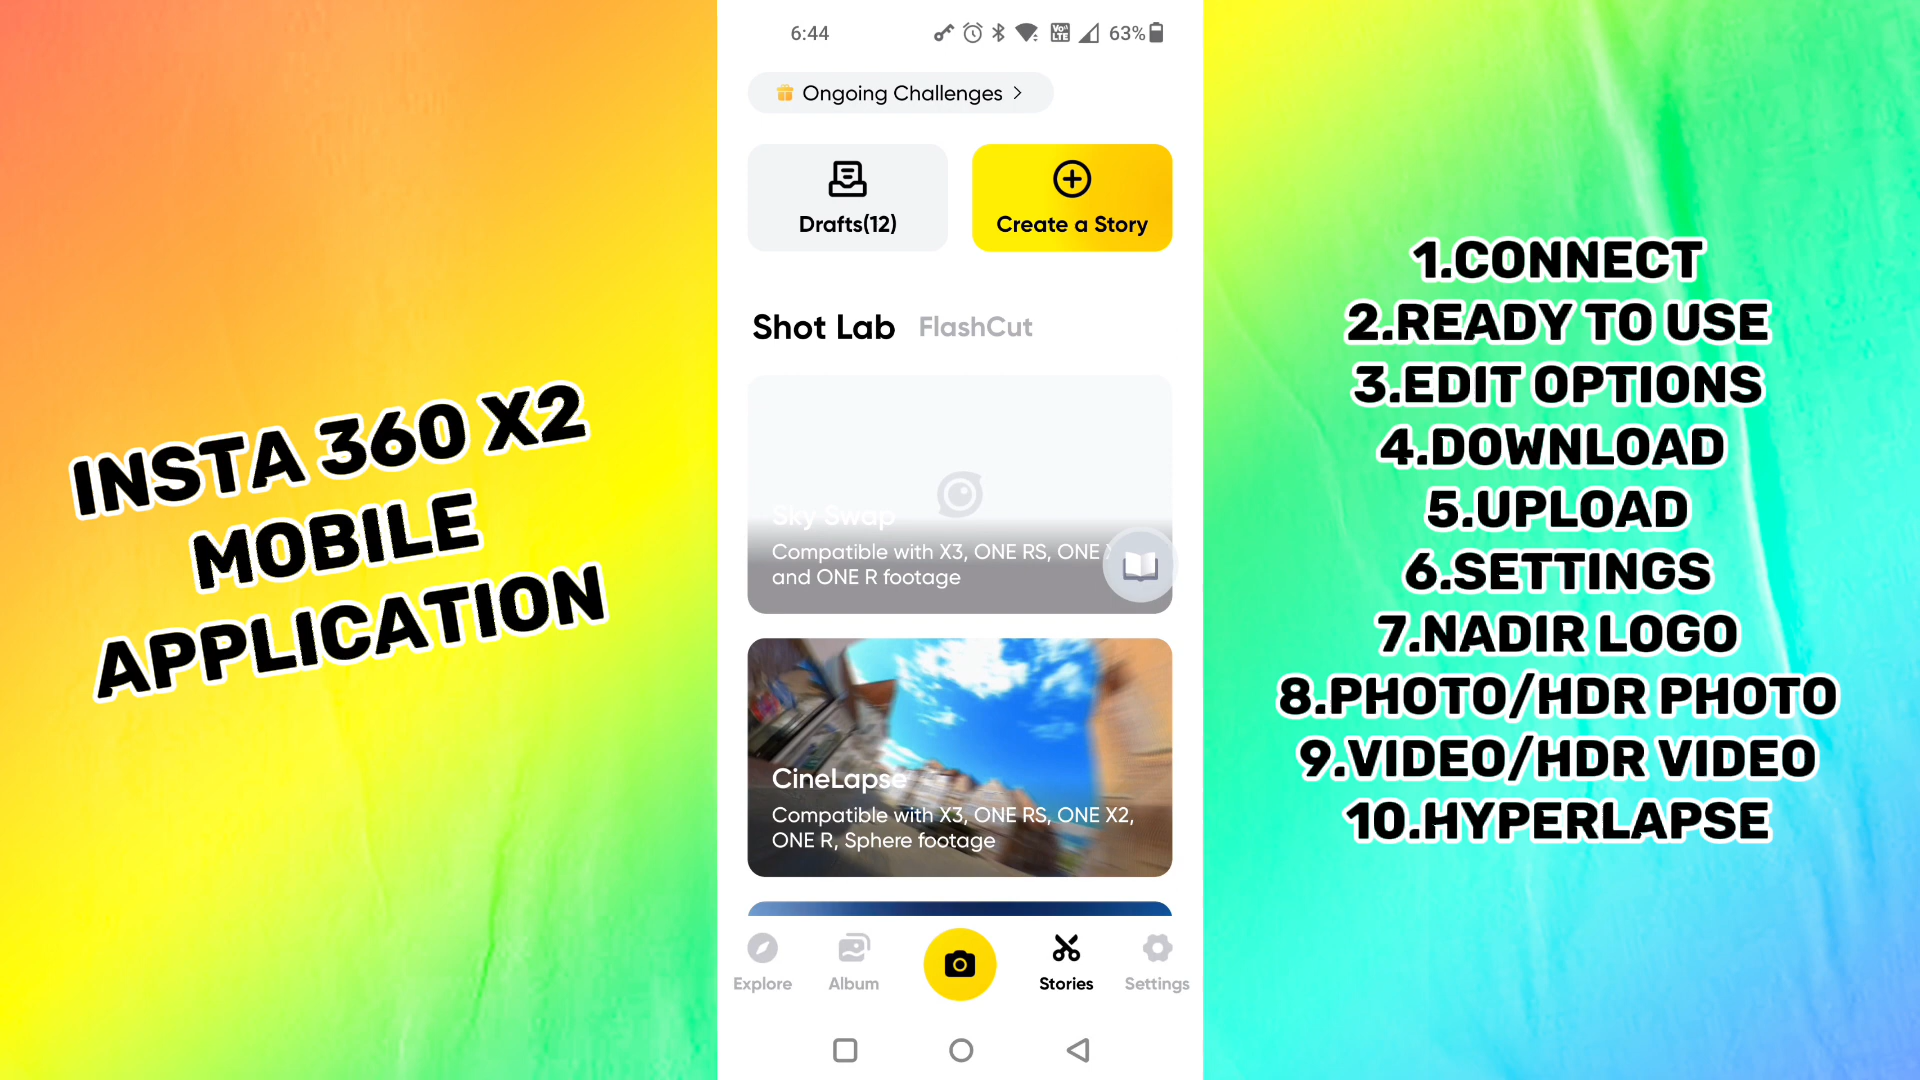 INSTA 360 X2
MOBILE
APPLICATION
6:44
Vo LTE
63%
Ongoing Challenges
Drafts(12)
Create a Story
Shot Lab
FlashCut
Sky Swap
Compatible with X3, ONE RS, ONE
and ONE R footage
CineLapse
Compatible with X3, ONE RS, ONE X2,
ONE R, Sphere footage
Explore
Album
Stories
Settings
1.CONNECT
2.READY TO USE
3.EDIT OPTIONS
4.DOWNLOAD
5.UPLOAD
6.SETTINGS
7.NADIR LOGO
8.PHOTO/HDR PHOTO
9.VIDEO/HDR VIDEO
10.HYPERLAPSE